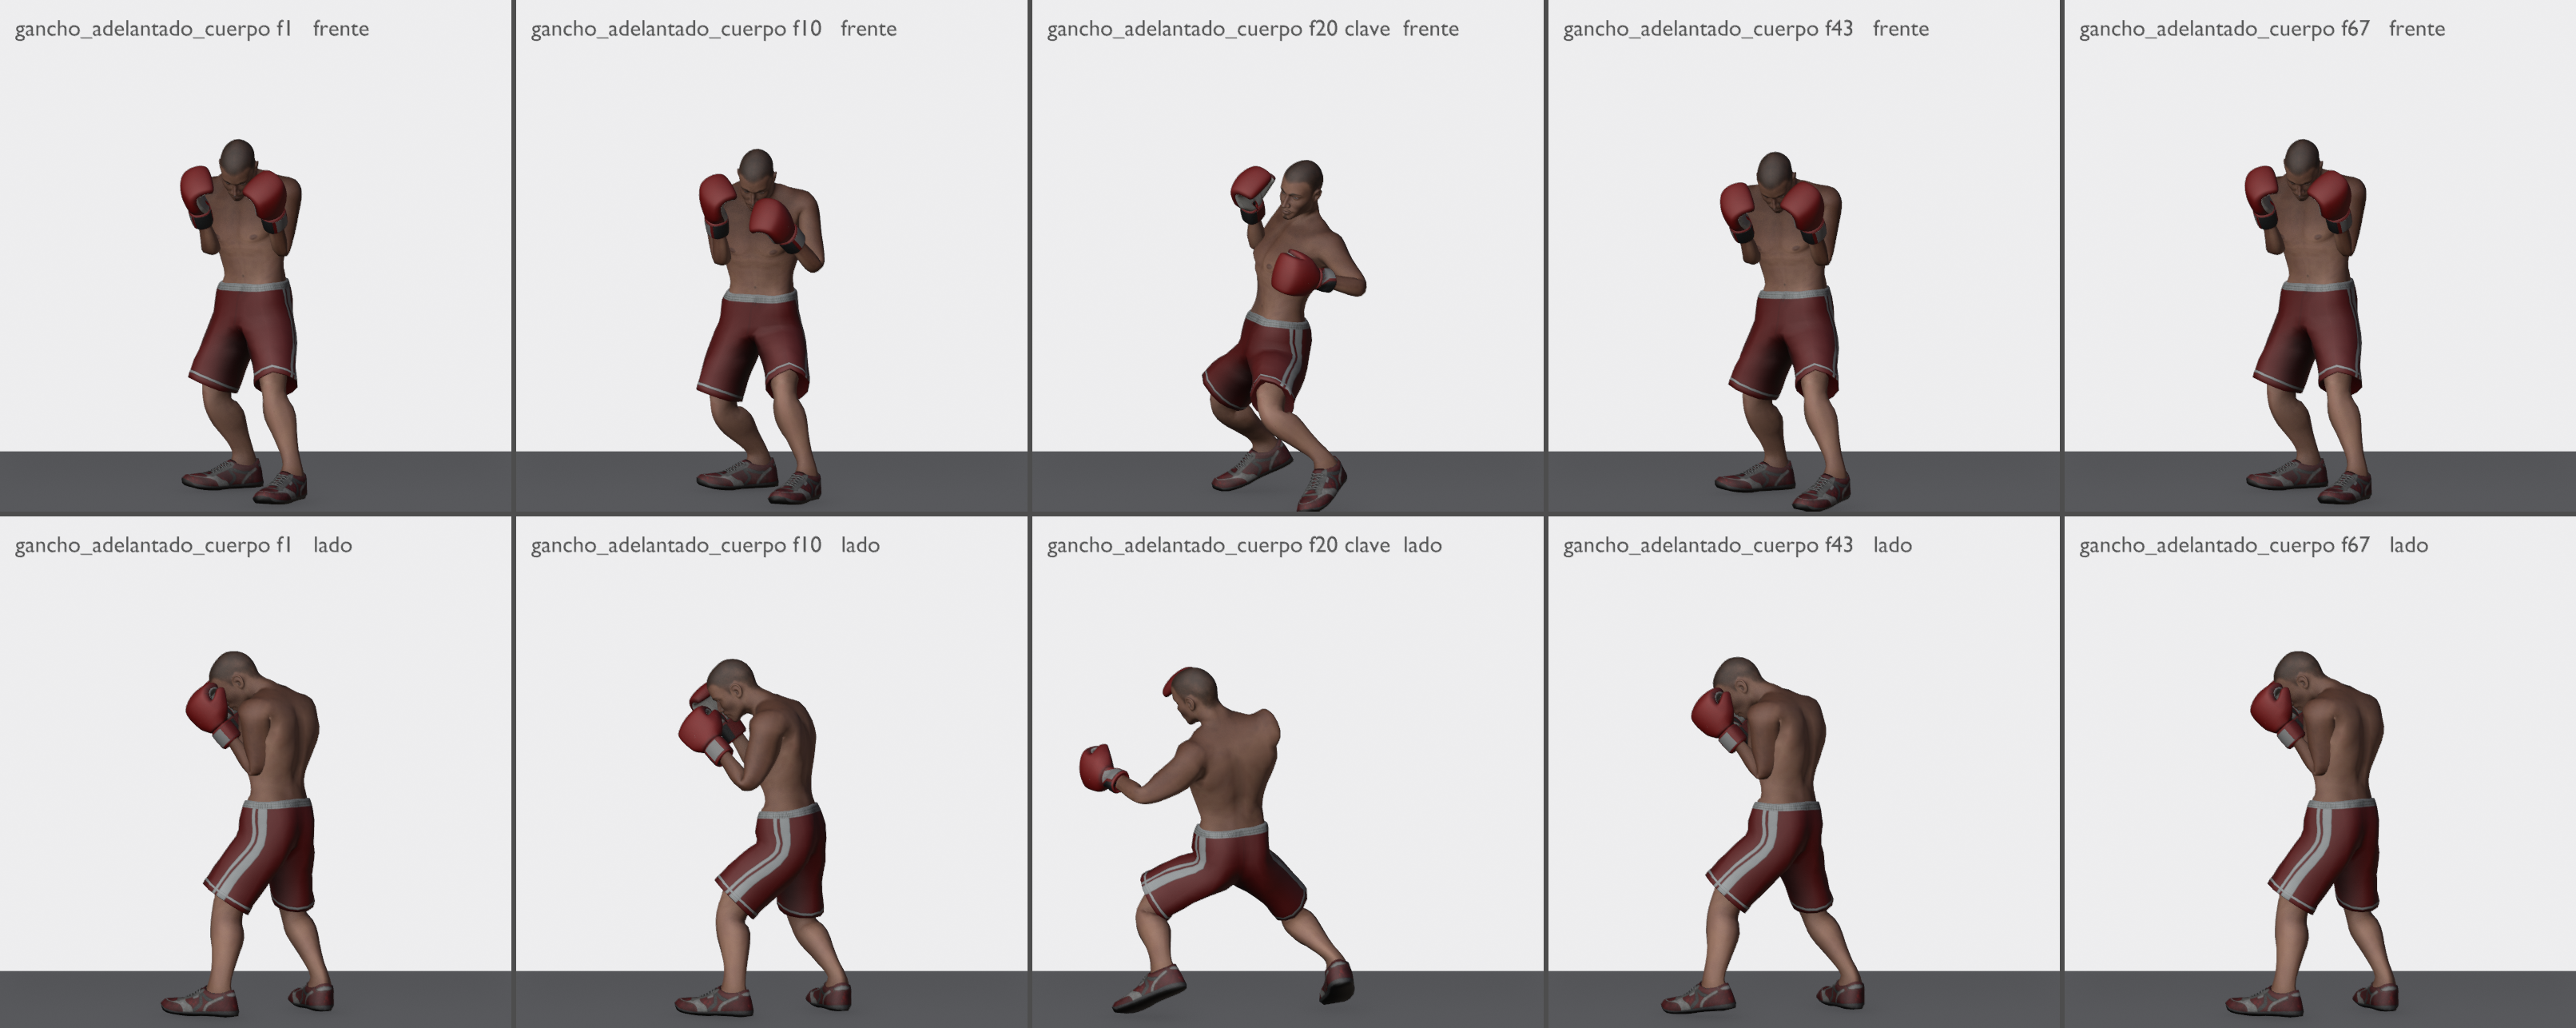 gancho_adelantado_cuerpo f1 frente
gancho_adelantado_cuerpo f10 frente
gancho_adelantado_cuerpo f20 clave frente
gancho_adelantado_cuerpo f43 frente
gancho_adelantado_cuerpo f67 frente
gancho_adelantado_cuerpo f1 lado
gancho_adelantado_cuerpo f10 lado
gancho_adelantado_cuerpo f20 clave lado
gancho_adelantado_cuerpo f43 lado
gancho_adelantado_cuerpo f67 lado